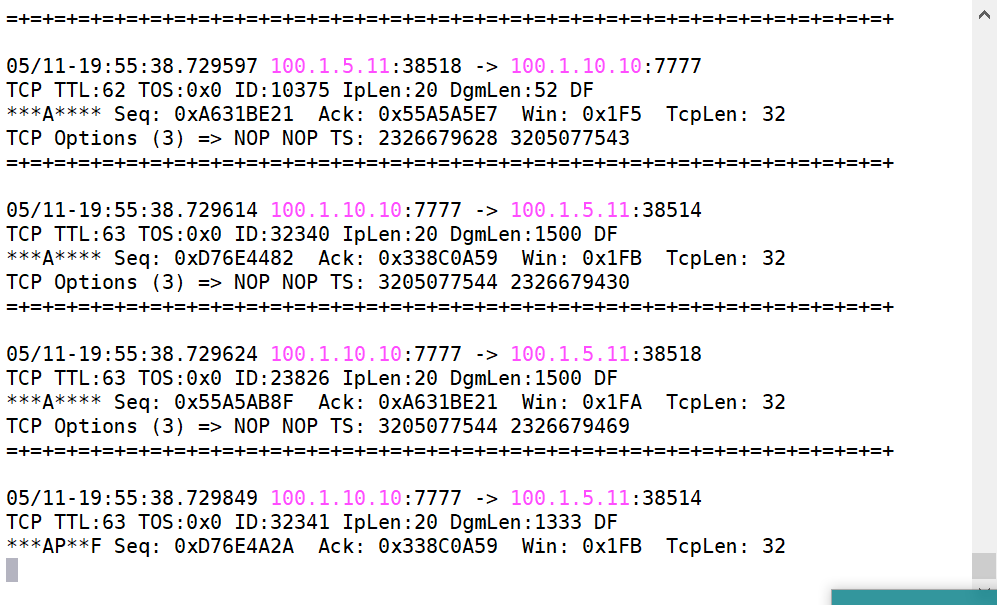 =+=+=+=+=+=+=+=+=+=+=+=+=+=+=+=+=+=+=+=+=+=+=+=+=+=+=+=+=+=+=+=+=+=+=+=+=+
05/11-19:55:38.729597 100.1.5.11:38518 -> 100.1.10.10:7777
TCP TTL:62 TOS:0x0 ID:10375 IpLen:20 DgmLen:52 DF
***A**** Seq: 0xA631BE21  Ack: 0x55A5A5E7  Win: 0x1F5  TcpLen: 32
TCP Options (3) => NOP NOP TS: 2326679628 3205077543
=+=+=+=+=+=+=+=+=+=+=+=+=+=+=+=+=+=+=+=+=+=+=+=+=+=+=+=+=+=+=+=+=+=+=+=+=+
05/11-19:55:38.729614 100.1.10.10:7777 -> 100.1.5.11:38514
TCP TTL:63 TOS:0x0 ID:32340 IpLen:20 DgmLen:1500 DF
***A**** Seq: 0xD76E4482  Ack: 0x338C0A59  Win: 0x1FB  TcpLen: 32
TCP Options (3) => NOP NOP TS: 3205077544 2326679430
=+=+=+=+=+=+=+=+=+=+=+=+=+=+=+=+=+=+=+=+=+=+=+=+=+=+=+=+=+=+=+=+=+=+=+=+=+
05/11-19:55:38.729624 100.1.10.10:7777 -> 100.1.5.11:38518
TCP TTL:63 TOS:0x0 ID:23826 IpLen:20 DgmLen:1500 DF
***A**** Seq: 0x55A5AB8F  Ack: 0xA631BE21  Win: 0x1FA  TcpLen: 32
TCP Options (3) => NOP NOP TS: 3205077544 2326679469
=+=+=+=+=+=+=+=+=+=+=+=+=+=+=+=+=+=+=+=+=+=+=+=+=+=+=+=+=+=+=+=+=+=+=+=+=+
05/11-19:55:38.729849 100.1.10.10:7777 -> 100.1.5.11:38514
TCP TTL:63 TOS:0x0 ID:32341 IpLen:20 DgmLen:1333 DF
***AP**F Seq: 0xD76E4A2A  Ack: 0x338C0A59  Win: 0x1FB  TcpLen: 32